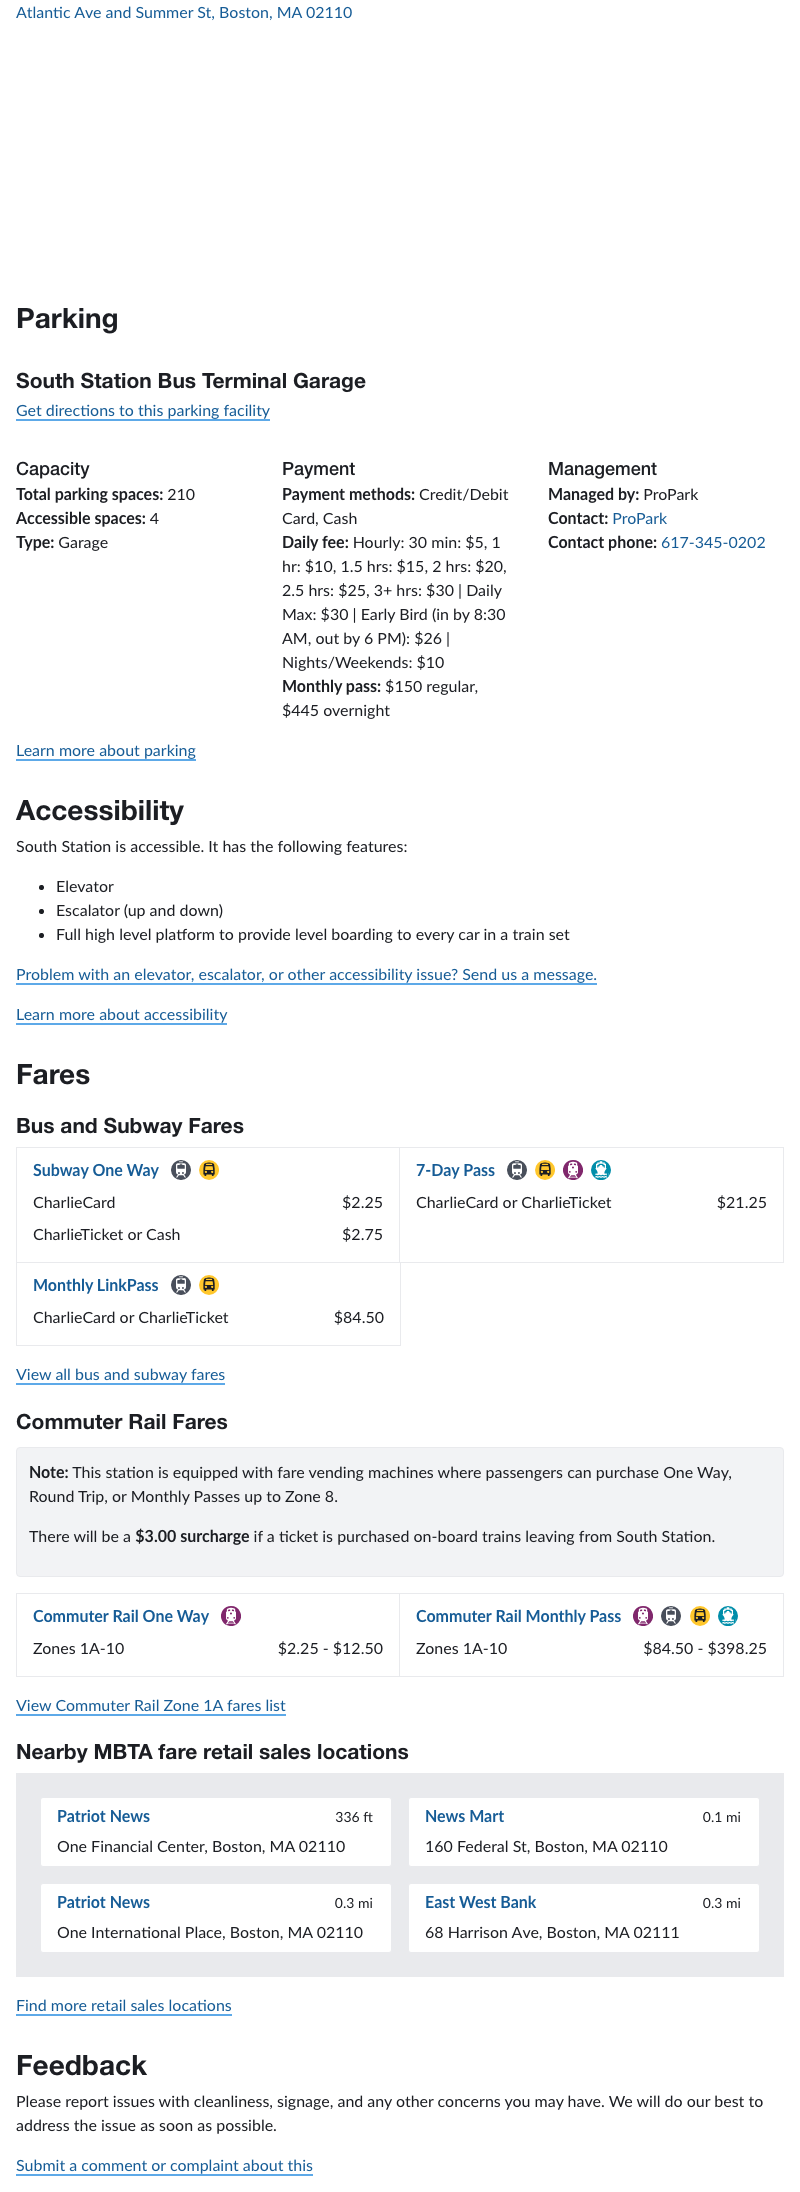 Atlantic Ave and Summer St, Boston, MA 02110
Parking
South Station Bus Terminal Garage
Get directions to this parking facility
Capacity
Total parking spaces: 210
Accessible spaces: 4
Type: Garage
Payment
Payment methods: Credit/Debit
Card, Cash
Daily fee: Hourly: 30 min: $5, 1
hr: $10, 1.5 hrs: $15, 2 hrs: $20,
2.5 hrs: $25, 3+ hrs: $30 | Daily
Max: $30 | Early Bird (in by 8:30
AM, out by 6 PM): $26 |
Nights/Weekends: $10
Monthly pass: $150 regular,
$445 overnight
Management
Managed by: ProPark
Contact: ProPark
Contact phone: 617-345-0202
Learn more about parking
Accessibility
South Station is accessible. It has the following features:
• Elevator
• Escalator (up and down)
• Full high level platform to provide level boarding to every car in a train set
Problem with an elevator, escalator, or other accessibility issue? Send us a message.
Learn more about accessibility
Fares
Bus and Subway Fares
Subway One Way
CharlieCard $2.25
CharlieTicket or Cash $2.75
7-Day Pass
CharlieCard or CharlieTicket $21.25
Monthly LinkPass
CharlieCard or CharlieTicket $84.50
View all bus and subway fares
Commuter Rail Fares
Note: This station is equipped with fare vending machines where passengers can purchase One Way,
Round Trip, or Monthly Passes up to Zone 8.
There will be a $3.00 surcharge if a ticket is purchased on-board trains leaving from South Station.
Commuter Rail One Way
Zones 1A-10 $2.25 - $12.50
Commuter Rail Monthly Pass
Zones 1A-10 $84.50 - $398.25
View Commuter Rail Zone 1A fares list
Nearby MBTA fare retail sales locations
Patriot News 336 ft
One Financial Center, Boston, MA 02110
News Mart 0.1 mi
160 Federal St, Boston, MA 02110
Patriot News 0.3 mi
One International Place, Boston, MA 02110
East West Bank 0.3 mi
68 Harrison Ave, Boston, MA 02111
Find more retail sales locations
Feedback
Please report issues with cleanliness, signage, and any other concerns you may have. We will do our best to
address the issue as soon as possible.
Submit a comment or complaint about this